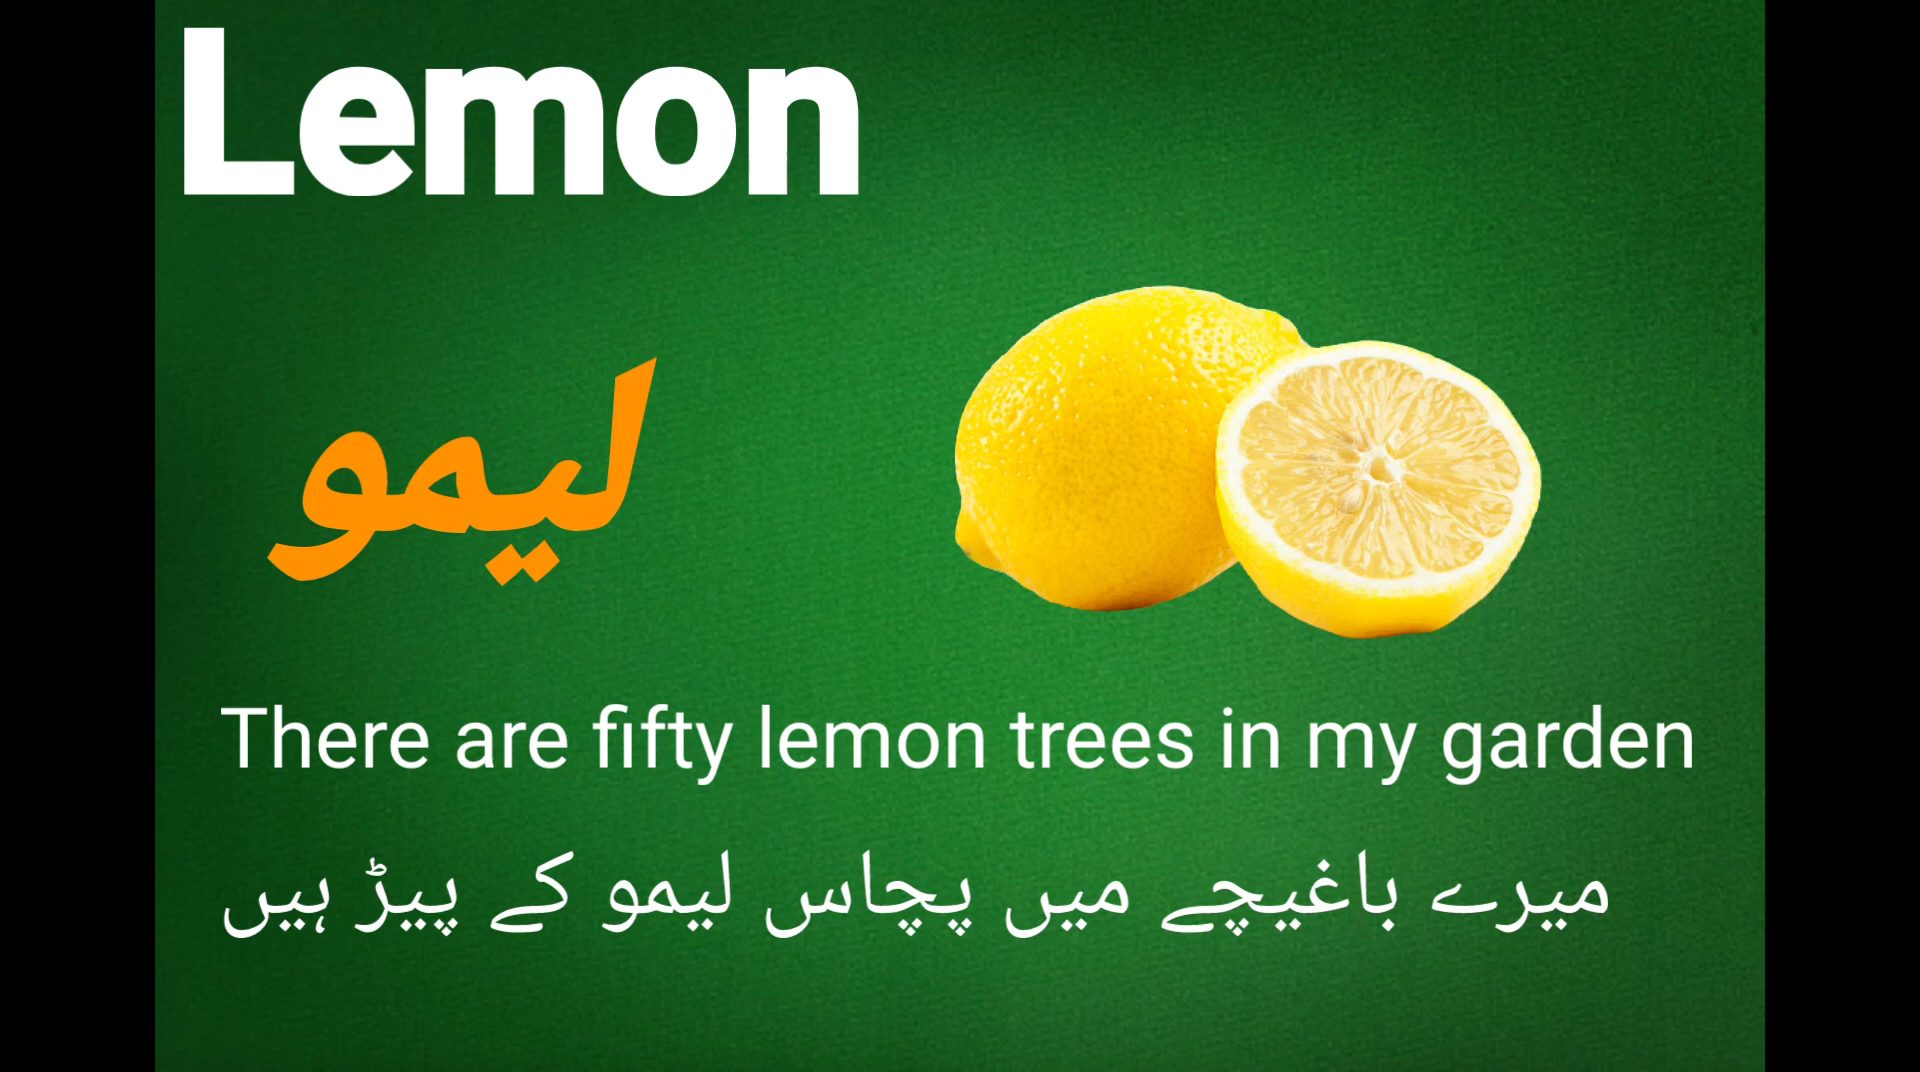 Lemon
لیمو
There are fifty lemon trees in my garden
میرے باغیچے میں پچاس لیمو کے پیڑ ہیں